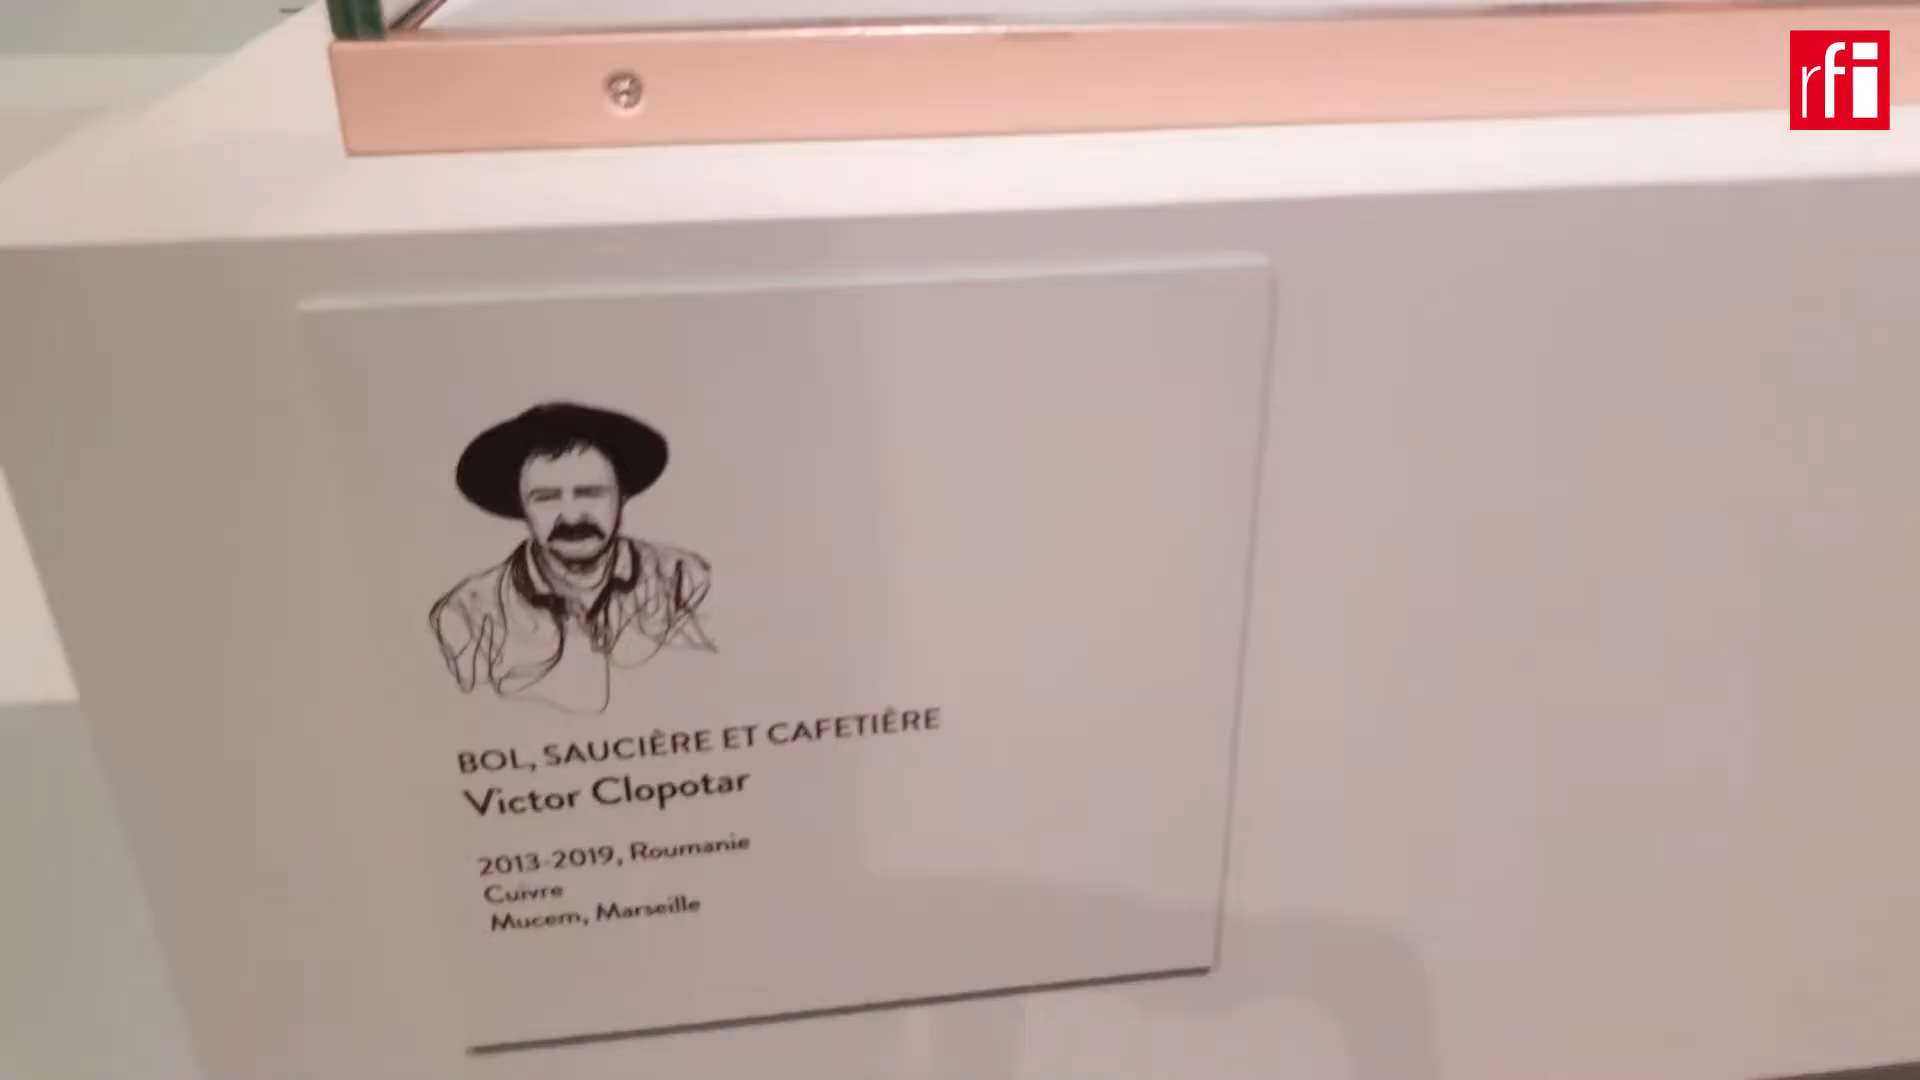 rfi
BOL, SAUCIÈRE ET CAFETIÈRE
Victor Clopotar
2013-2019, Roumanie
Cuivre
Mucem, Marseille